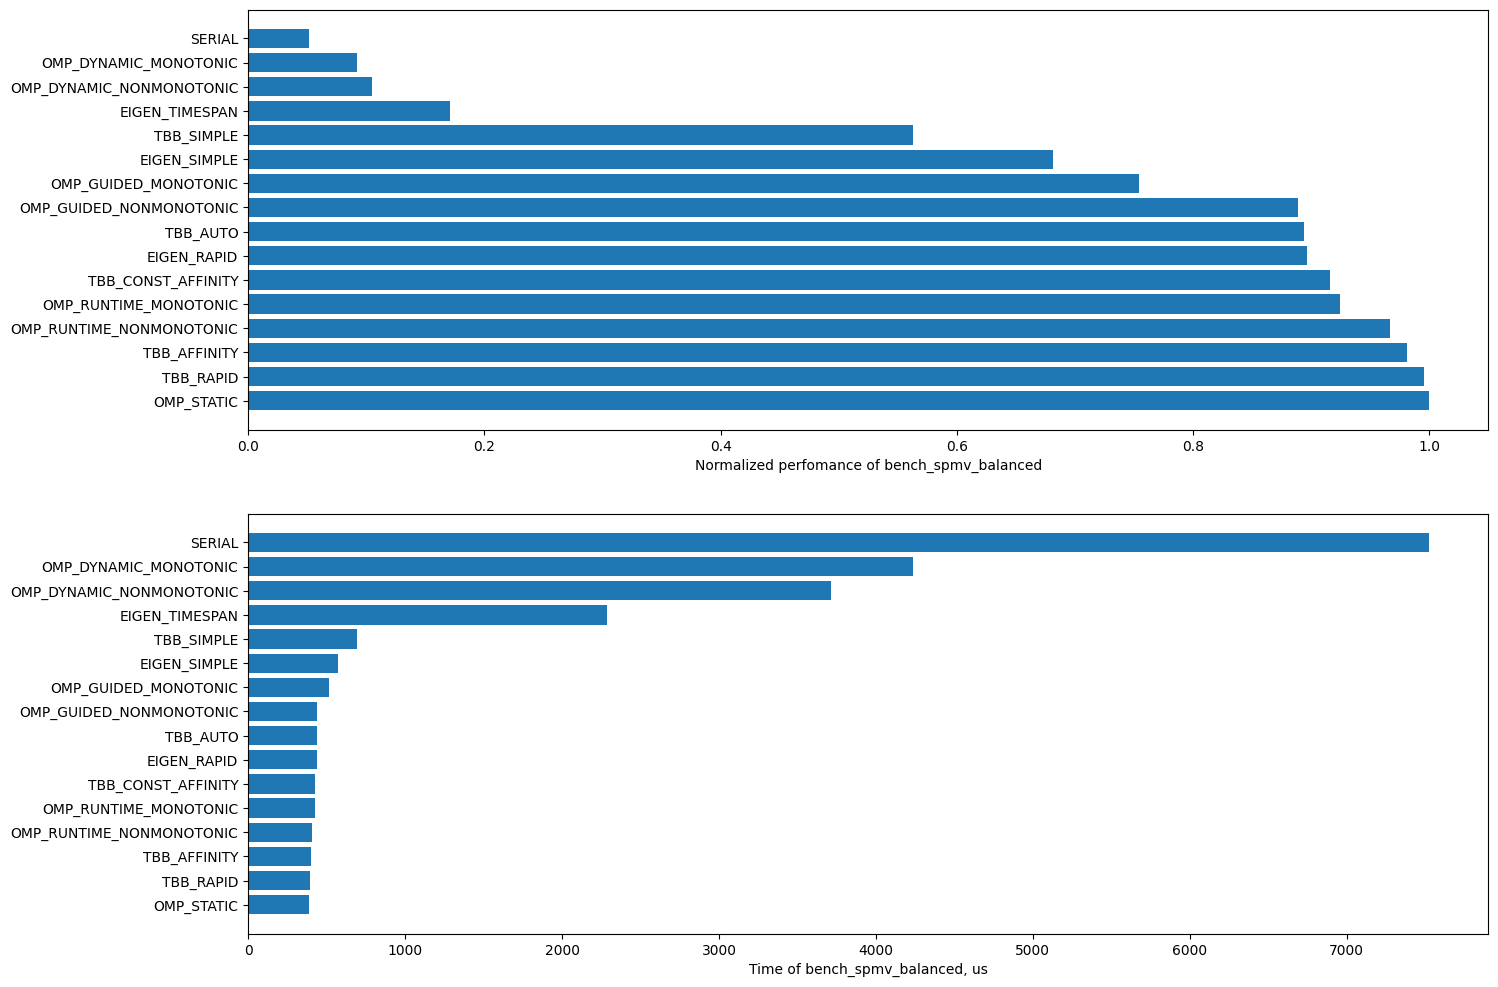 SERIAL
OMP_DYNAMIC_MONOTONIC
OMP_DYNAMIC_NONMONOTONIC
EIGEN_TIMESPAN
TBB_SIMPLE
EIGEN_SIMPLE
OMP_GUIDED_MONOTONIC
OMP_GUIDED_NONMONOTONIC
TBB_AUTO
EIGEN_RAPID
TBB_CONST_AFFINITY
OMP_RUNTIME_MONOTONIC
OMP_RUNTIME_NONMONOTONIC
TBB_AFFINITY
TBB_RAPID
OMP_STATIC
0.0 0.2 0.4 0.6 0.8 1.0
Normalized perfomance of bench_spmv_balanced
SERIAL
OMP_DYNAMIC_MONOTONIC
OMP_DYNAMIC_NONMONOTONIC
EIGEN_TIMESPAN
TBB_SIMPLE
EIGEN_SIMPLE
OMP_GUIDED_MONOTONIC
OMP_GUIDED_NONMONOTONIC
TBB_AUTO
EIGEN_RAPID
TBB_CONST_AFFINITY
OMP_RUNTIME_MONOTONIC
OMP_RUNTIME_NONMONOTONIC
TBB_AFFINITY
TBB_RAPID
OMP_STATIC
0 1000 2000 3000 4000 5000 6000 7000
Time of bench_spmv_balanced, us